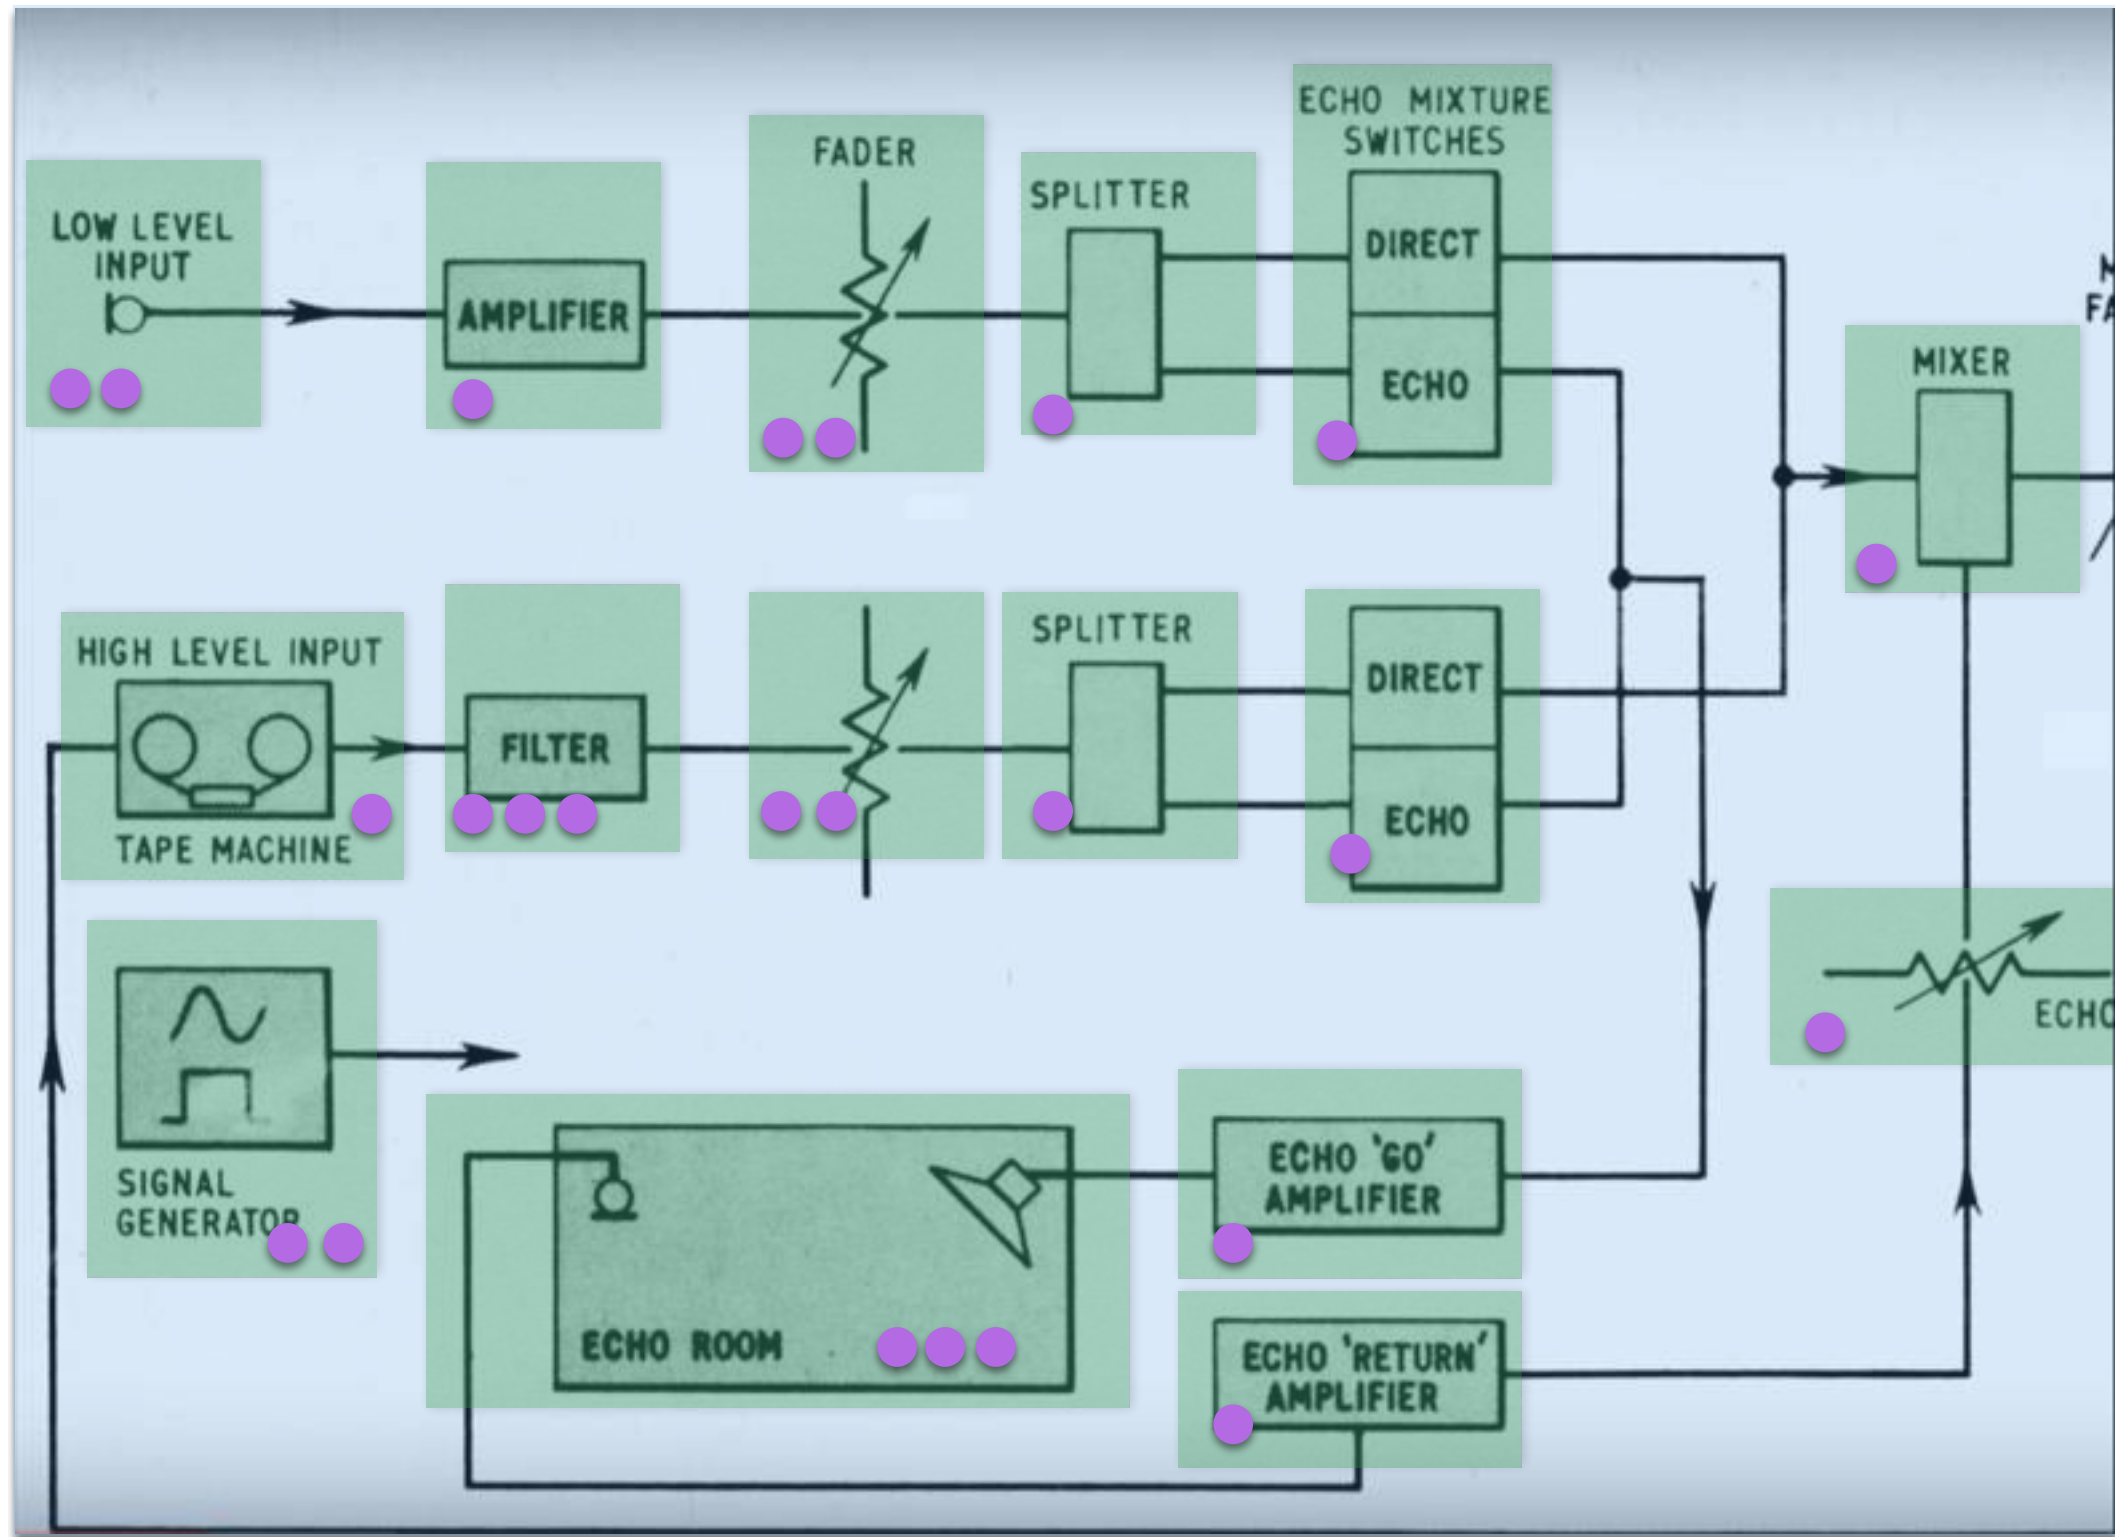 ECHO MIXTURE
SWITCHES
FADER
SPLITTER
LOW LEVEL
INPUT
DIRECT
AMPLIFIER
ECHO
MIXER
HIGH LEVEL INPUT
SPLITTER
DIRECT
FILTER
ECHO
TAPE MACHINE
ECHO
SIGNAL
GENERATOR
ECHO 'GO'
AMPLIFIER
ECHO ROOM
ECHO 'RETURN'
AMPLIFIER